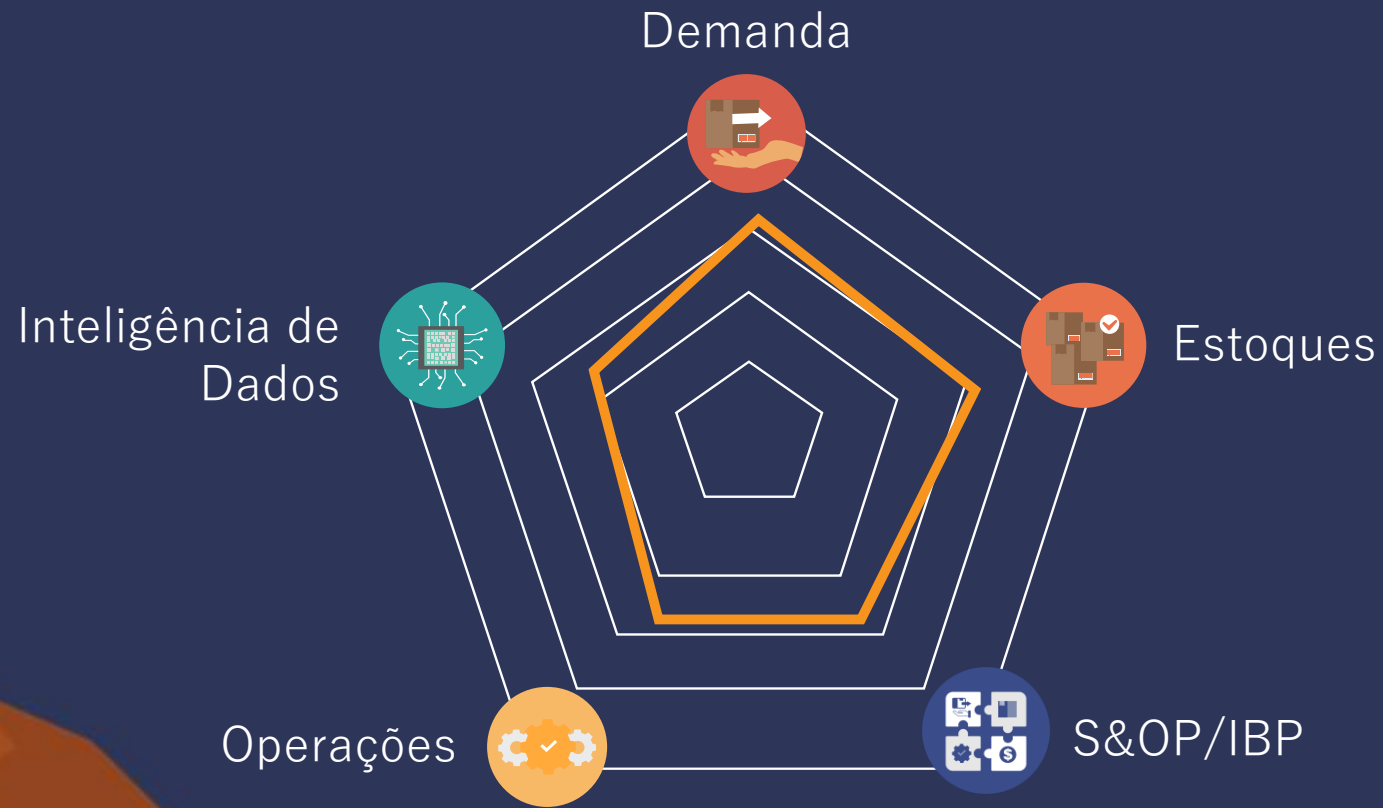 Demanda
Inteligência de
Dados
Estoques
Operações
S&OP/IBP